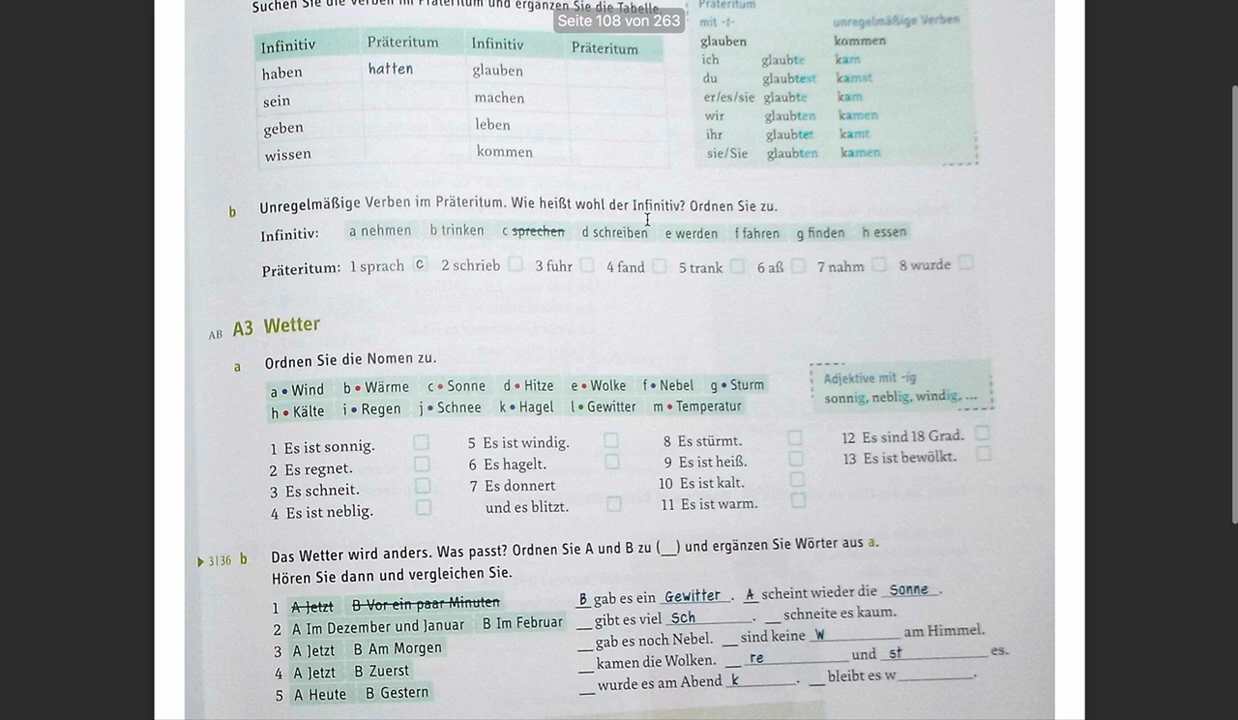 Suchen Sie die Verben im Präteritum und ergänzen Sie die Tabelle.
Seite 108 von 263
Infinitiv Präteritum Infinitiv Präteritum
haben hatten glauben
sein machen
geben leben
wissen kommen
Präteritum
mit -t- unregelmäßige Verben
glauben kommen
ich glaubte kam
du glaubtest kamst
er/es/sie glaubte kam
wir glaubten kamen
ihr glaubtet kamt
sie/Sie glaubten kamen
b Unregelmäßige Verben im Präteritum. Wie heißt wohl der Infinitiv? Ordnen Sie zu.
Infinitiv: a nehmen b trinken c sprechen d schreiben e werden f fahren g finden h essen
Präteritum: 1 sprach c 2 schrieb 3 fuhr 4 fand 5 trank 6 aß 7 nahm 8 wurde
AB A3 Wetter
a Ordnen Sie die Nomen zu.
a • Wind b • Wärme c • Sonne d • Hitze e • Wolke f • Nebel g • Sturm
h • Kälte i • Regen j • Schnee k • Hagel l • Gewitter m • Temperatur
Adjektive mit -ig
sonnig, neblig, windig, ...
1 Es ist sonnig. 5 Es ist windig. 8 Es stürmt. 12 Es sind 18 Grad.
2 Es regnet. 6 Es hagelt. 9 Es ist heiß. 13 Es ist bewölkt.
3 Es schneit. 7 Es donnert 10 Es ist kalt.
4 Es ist neblig. und es blitzt. 11 Es ist warm.
▶ 3|36 b Das Wetter wird anders. Was passt? Ordnen Sie A und B zu (__) und ergänzen Sie Wörter aus a.
Hören Sie dann und vergleichen Sie.
1 A Jetzt B Vor ein paar Minuten B gab es ein Gewitter. A scheint wieder die Sonne.
2 A Im Dezember und Januar B Im Februar __ gibt es viel Sch______. __ schneite es kaum.
3 A Jetzt B Am Morgen __ gab es noch Nebel. __ sind keine W______ am Himmel.
4 A Jetzt B Zuerst __ kamen die Wolken. __ re______ und st______ es.
5 A Heute B Gestern __ wurde es am Abend k______. __ bleibt es w______.